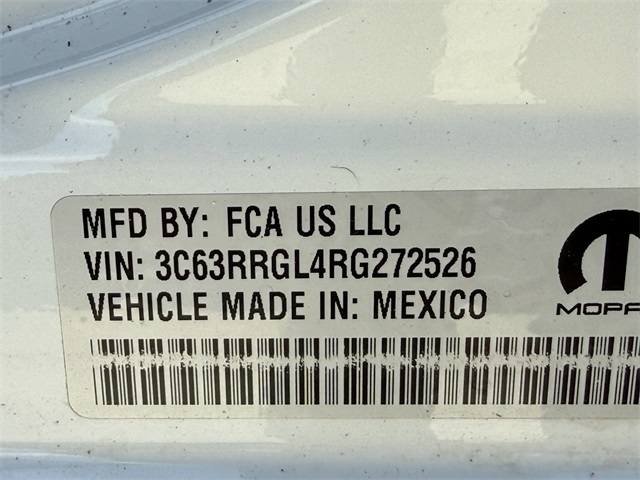 MFD BY: FCA US LLC
VIN: 3C63RRGL4RG272526
VEHICLE MADE IN: MEXICO